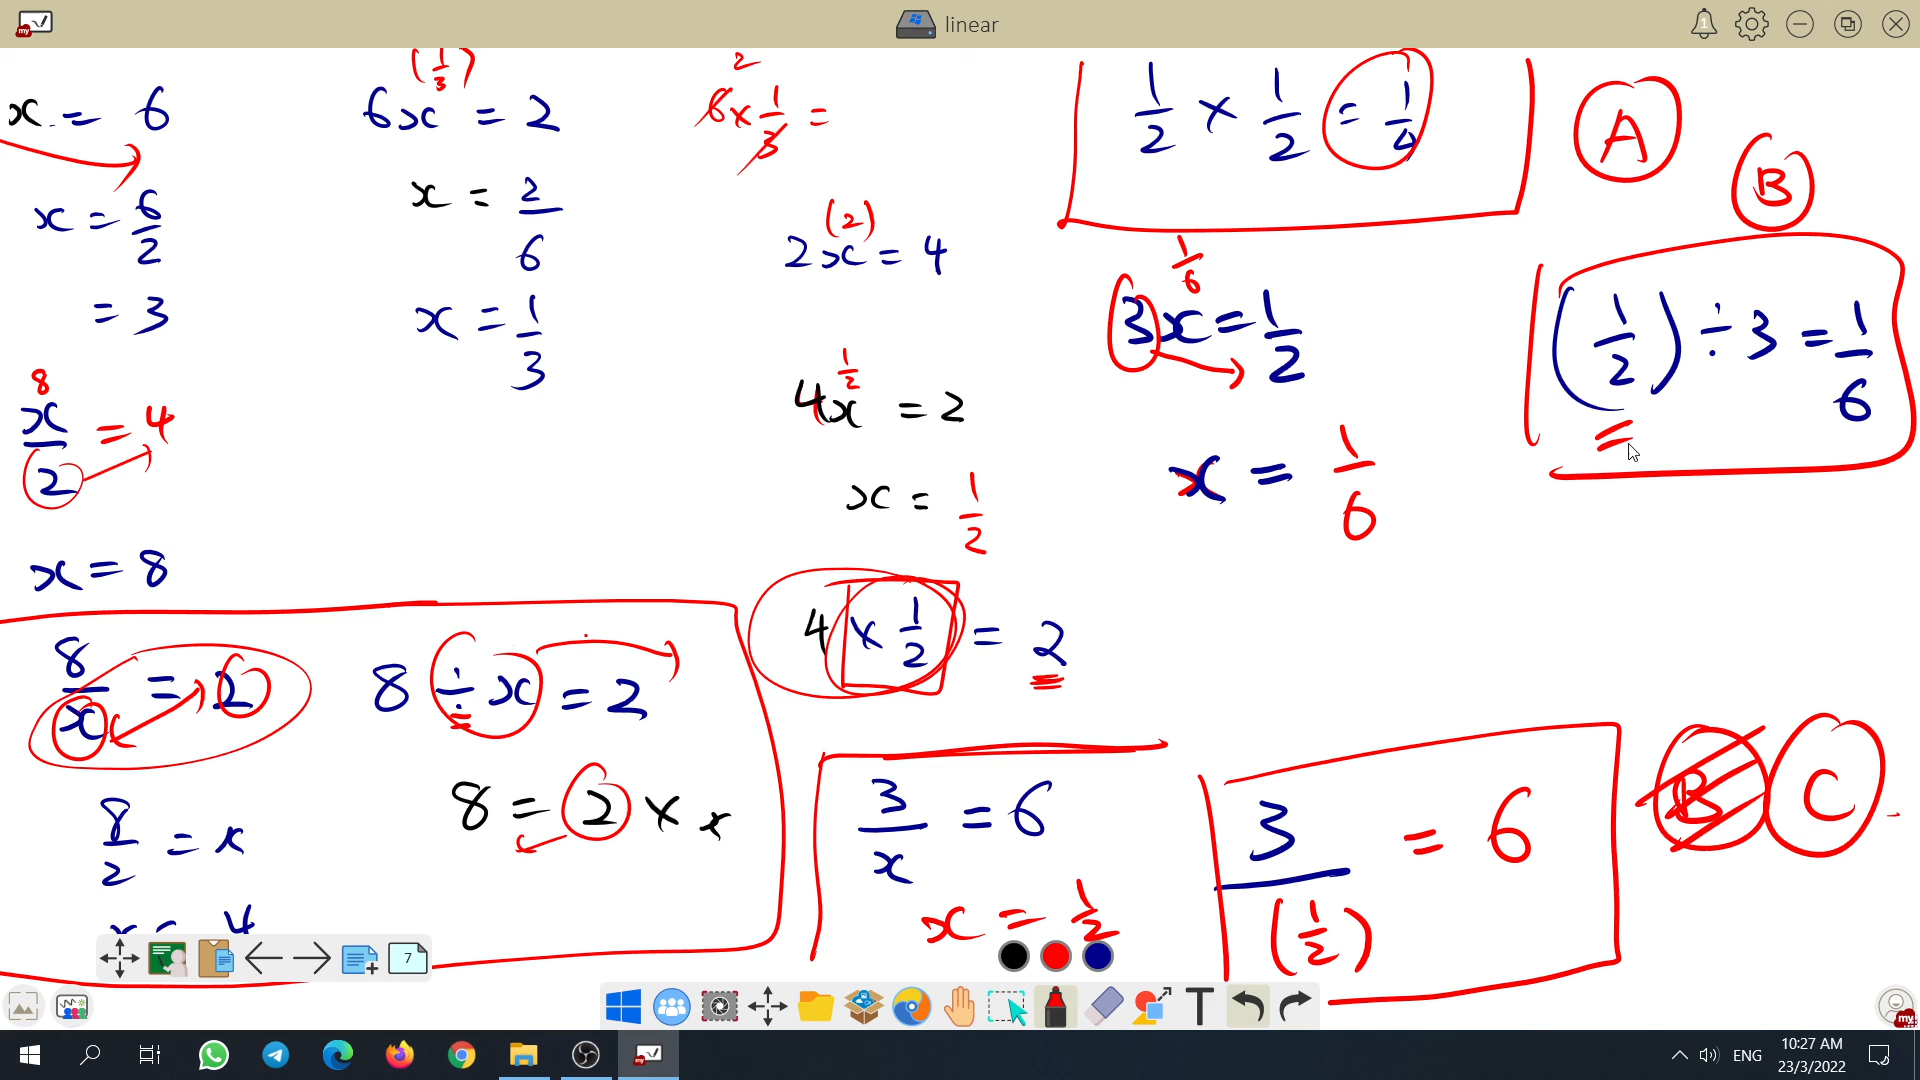 linear
1
x = 6
x = 6/2
= 3
8
x/2 = 4
x = 8
(1/3)
6x = 2
x = 2/6
x = 1/3
2
6 x 1/3 =
(2)
2x = 4
1/2
4x = 2
x = 1/2
4 x 1/2 = 2
1/2 x 1/2 = 1/4
A
B
1/6
3x = 1/2
x = 1/6
(1/2) ÷ 3 = 1/6
=
8/x = 2
8/2 = x
x = 4
8 ÷ x = 2
8 = 2 x x
3/x = 6
x = 1/2
3/(1/2) = 6
B
C
7
T
my
ENG
10:27 AM
23/3/2022